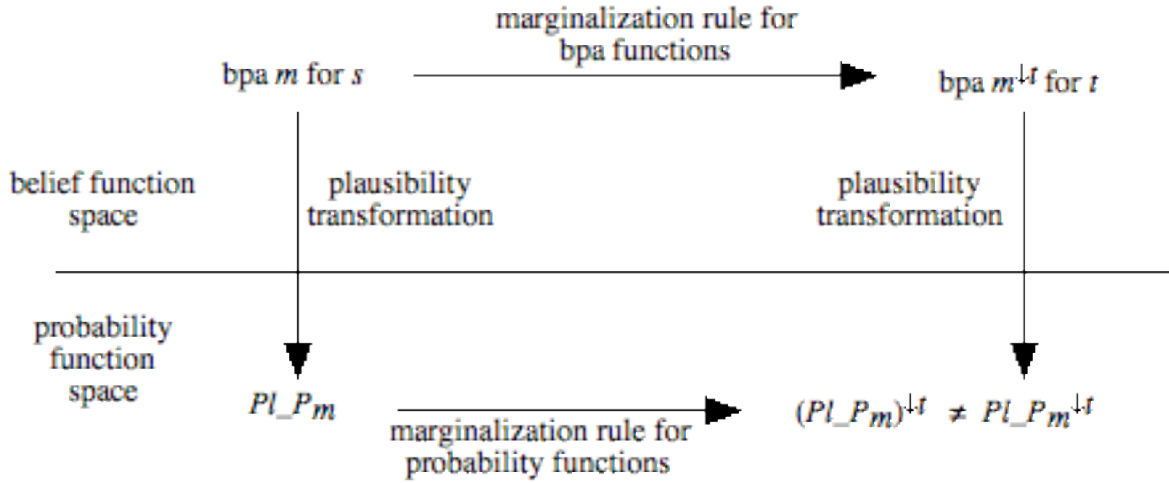 marginalization rule for
bpa functions
bpa m for s
bpa m↓t for t
belief function
space
plausibility
transformation
plausibility
transformation
probability
function
space
Pl_Pm
(Pl_Pm)↓t ≠ Pl_Pm↓t
marginalization rule for
probability functions